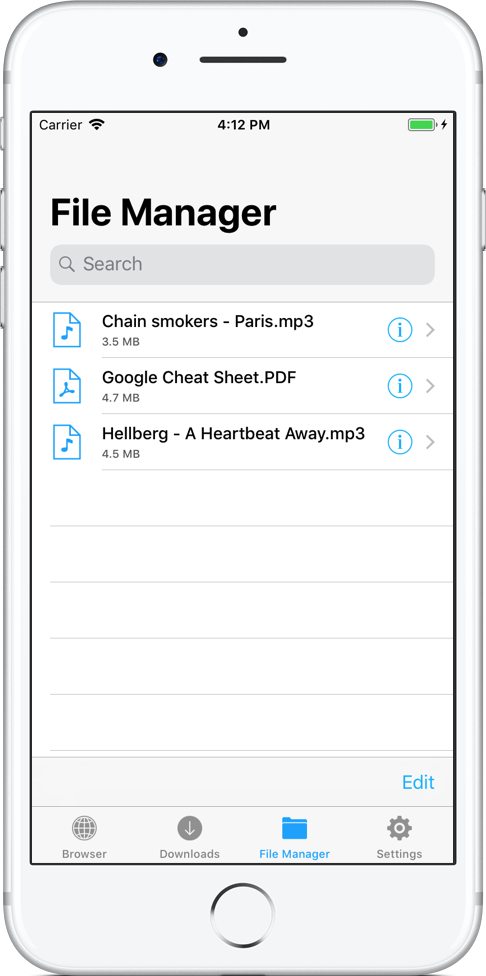 Carrier 4:12 PM
File Manager
Search
Chain smokers - Paris.mp3
3.5 MB
Google Cheat Sheet.PDF
4.7 MB
Hellberg - A Heartbeat Away.mp3
4.5 MB
Edit
Browser Downloads File Manager Settings